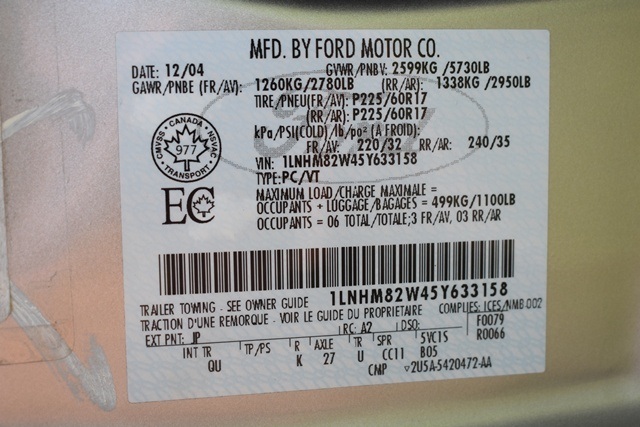 MFD. BY FORD MOTOR CO.
DATE: 12/04 GVWR/PNBV: 2599KG /5730LB
GAWR/PNBE (FR/AV): 1260KG/2780LB (RR/AR): 1338KG /2950LB
TIRE/PNEU(FR/AV): P225/60R17
(RR/AR): P225/60R17
kPa/PSI(COLD) /lb/po² (A FROID):
FR/AV: 220/32 RR/AR: 240/35
VIN: 1LNHM82W45Y633158
TYPE:PC/VT
MAXIMUM LOAD /CHARGE MAXIMALE =
OCCUPANTS + LUGGAGE/BAGAGES = 499KG/1100LB
OCCUPANTS = 06 TOTAL/TOTALE;3 FR/AV, 03 RR/AR
CMVSS · CANADA · NSVAC
977
TRANSPORT
EC
1LNHM82W45Y633158
TRAILER TOWING - SEE OWNER GUIDE COMPLIES: ICES/NMB-002
TRACTION D'UNE REMORQUE - VOIR LE GUIDE DU PROPRIETAIRE F0079
EXT PNT: JP RC: A2 DSO: R0066
INT TR TP/PS R AXLE TR SPR 5VC1S
QU K 27 U CC11 B05
CMP ▽2U5A-5420472-AA